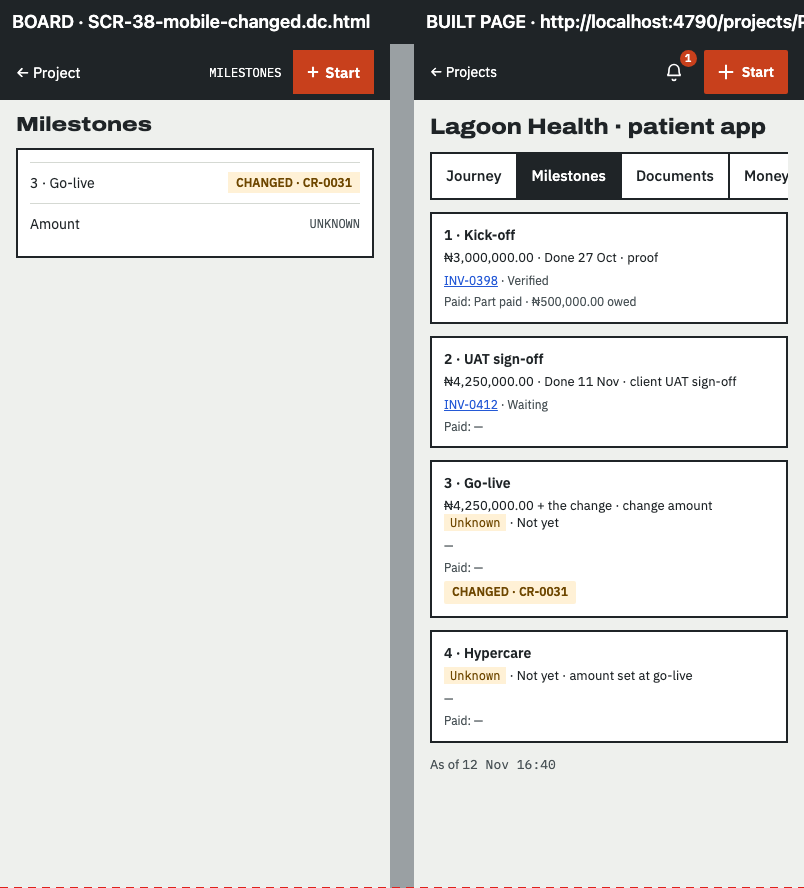 BOARD · SCR-38-mobile-changed.dc.html
← Project
MILESTONES
+ Start
Milestones
3 · Go-live
CHANGED · CR-0031
Amount
UNKNOWN
BUILT PAGE · http://localhost:4790/projects/
← Projects
1
+ Start
Lagoon Health · patient app
Journey
Milestones
Documents
Money
1 · Kick-off
₦3,000,000.00 · Done 27 Oct · proof
INV-0398 · Verified
Paid: Part paid · ₦500,000.00 owed
2 · UAT sign-off
₦4,250,000.00 · Done 11 Nov · client UAT sign-off
INV-0412 · Waiting
Paid: —
3 · Go-live
₦4,250,000.00 + the change · change amount
Unknown · Not yet
—
Paid: —
CHANGED · CR-0031
4 · Hypercare
Unknown · Not yet · amount set at go-live
—
Paid: —
As of 12 Nov 16:40